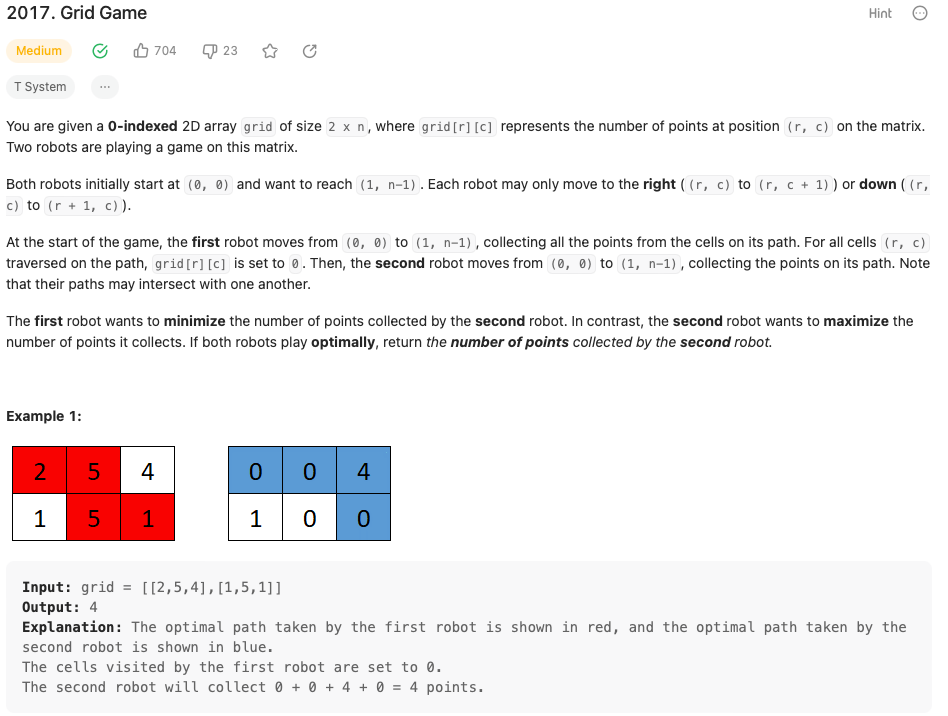 2017. Grid Game
Hint
Medium
704
23
T System
...
You are given a 0-indexed 2D array grid of size 2 x n, where grid[r][c] represents the number of points at position (r, c) on the matrix.
Two robots are playing a game on this matrix.
Both robots initially start at (0, 0) and want to reach (1, n-1). Each robot may only move to the right ((r, c) to (r, c + 1)) or down ((r,
c) to (r + 1, c)).
At the start of the game, the first robot moves from (0, 0) to (1, n-1), collecting all the points from the cells on its path. For all cells (r, c)
traversed on the path, grid[r][c] is set to 0. Then, the second robot moves from (0, 0) to (1, n-1), collecting the points on its path. Note
that their paths may intersect with one another.
The first robot wants to minimize the number of points collected by the second robot. In contrast, the second robot wants to maximize the
number of points it collects. If both robots play optimally, return the number of points collected by the second robot.
Example 1:
2 5 4 0 0 4
1 5 1 1 0 0
Input: grid = [[2,5,4],[1,5,1]]
Output: 4
Explanation: The optimal path taken by the first robot is shown in red, and the optimal path taken by the
second robot is shown in blue.
The cells visited by the first robot are set to 0.
The second robot will collect 0 + 0 + 4 + 0 = 4 points.